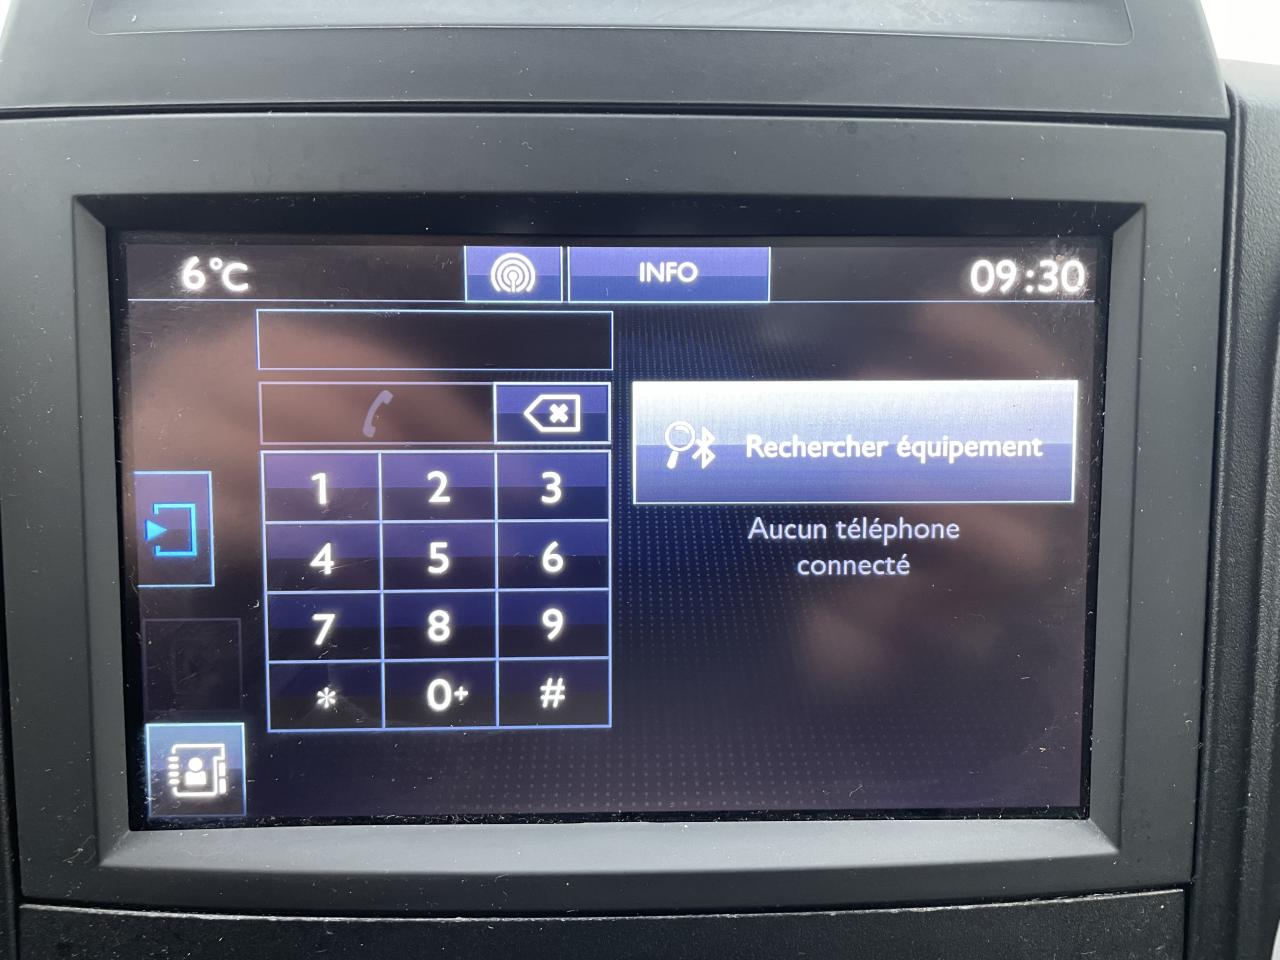 6°C
INFO
09:30
Rechercher équipement
Aucun téléphone
connecté
1 2 3
4 5 6
7 8 9
* 0+ #